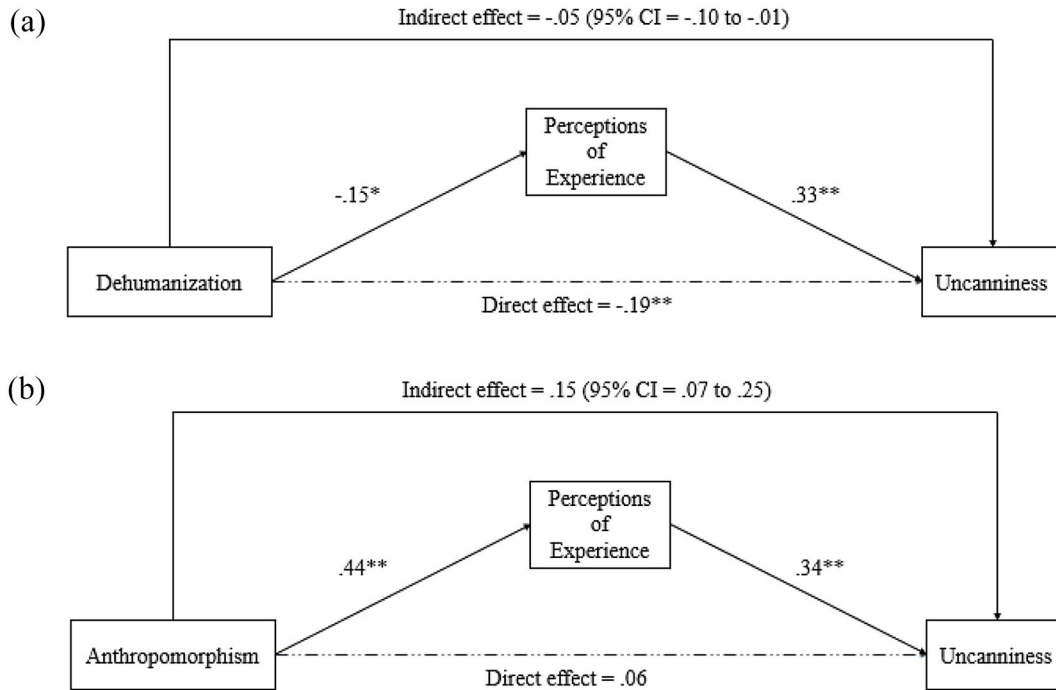 (a)
Indirect effect = -.05 (95% CI = -.10 to -.01)
Perceptions
of
Experience
-.15*
.33**
Dehumanization
Uncanniness
Direct effect = -.19**
(b)
Indirect effect = .15 (95% CI = .07 to .25)
Perceptions
of
Experience
.44**
.34**
Anthropomorphism
Uncanniness
Direct effect = .06